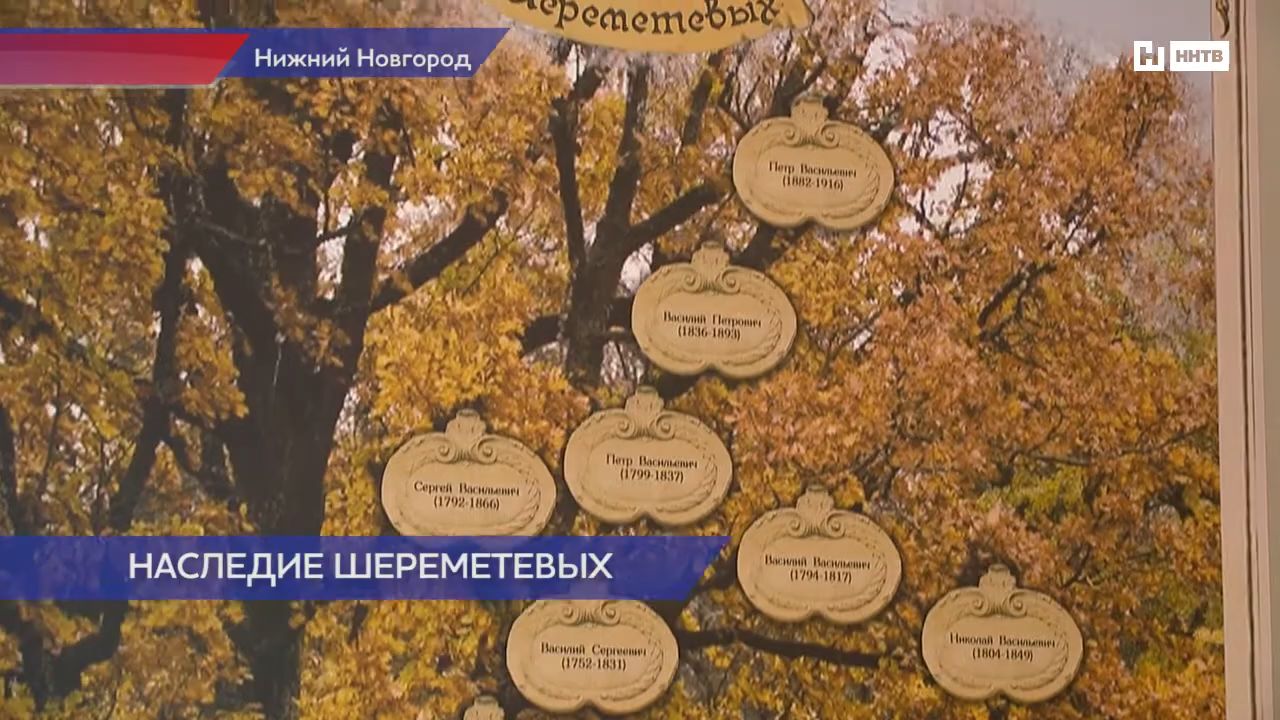 Шереметевых
Нижний Новгород
Н ННТВ
Петр Васильевич
(1882-1916)
Василий Петрович
(1836-1893)
Петр Васильевич
(1799-1837)
Сергей Васильевич
(1792-1866)
Василий Васильевич
(1794-1817)
НАСЛЕДИЕ ШЕРЕМЕТЕВЫХ
Василий Сергеевич
(1752-1831)
Николай Васильевич
(1804-1849)